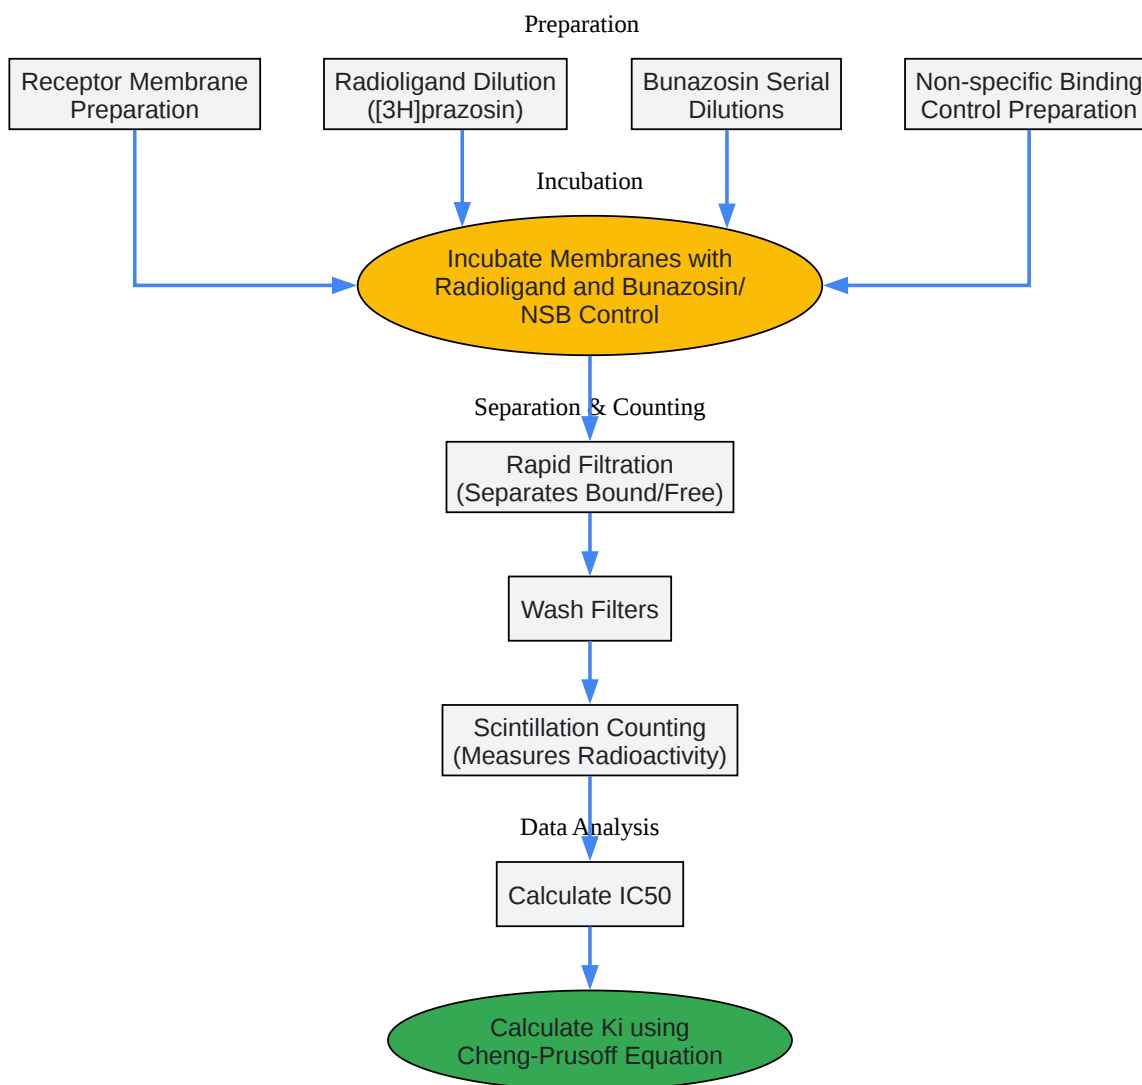 Preparation
Receptor Membrane
Preparation
Radioligand Dilution
([3H]prazosin)
Bunazosin Serial
Dilutions
Non-specific Binding
Control Preparation
Incubation
Incubate Membranes with
Radioligand and Bunazosin/
NSB Control
Separation & Counting
Rapid Filtration
(Separates Bound/Free)
Wash Filters
Scintillation Counting
(Measures Radioactivity)
Data Analysis
Calculate IC50
Calculate Ki using
Cheng-Prusoff Equation